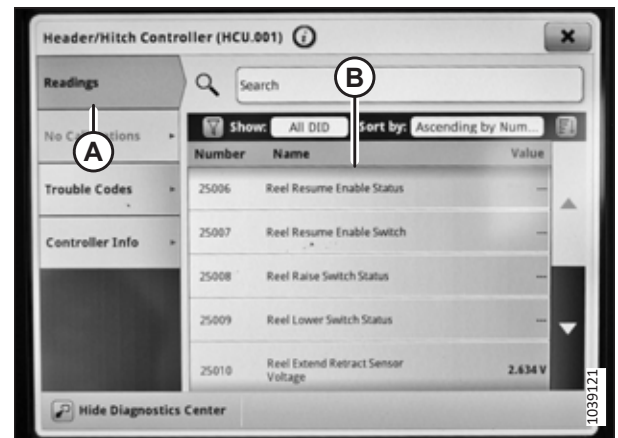 Header/Hitch Controller (HCU.001)
Readings
Search
B
A
No Calibrations
Show: All DID Sort by: Ascending by Num...
Number Name Value
25006 Reel Resume Enable Status ---
Trouble Codes
25007 Reel Resume Enable Switch ---
Controller Info
25008 Reel Raise Switch Status ---
25009 Reel Lower Switch Status ---
25010 Reel Extend Retract Sensor
Voltage 2.634 V
Hide Diagnostics Center
1039121